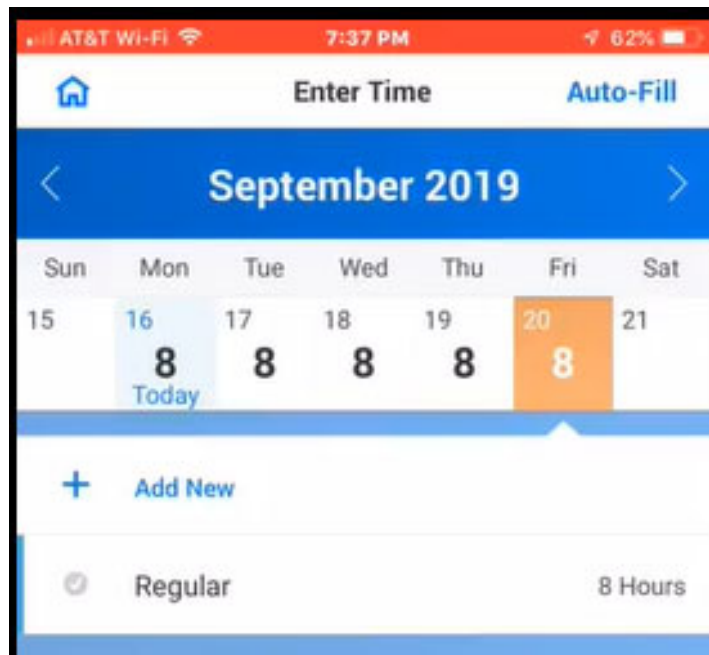 AT&T Wi-Fi 7:37 PM 62%
Enter Time Auto-Fill
September 2019
Sun Mon Tue Wed Thu Fri Sat
15 16 17 18 19 20 21
8 8 8 8 8
Today
Add New
Regular 8 Hours